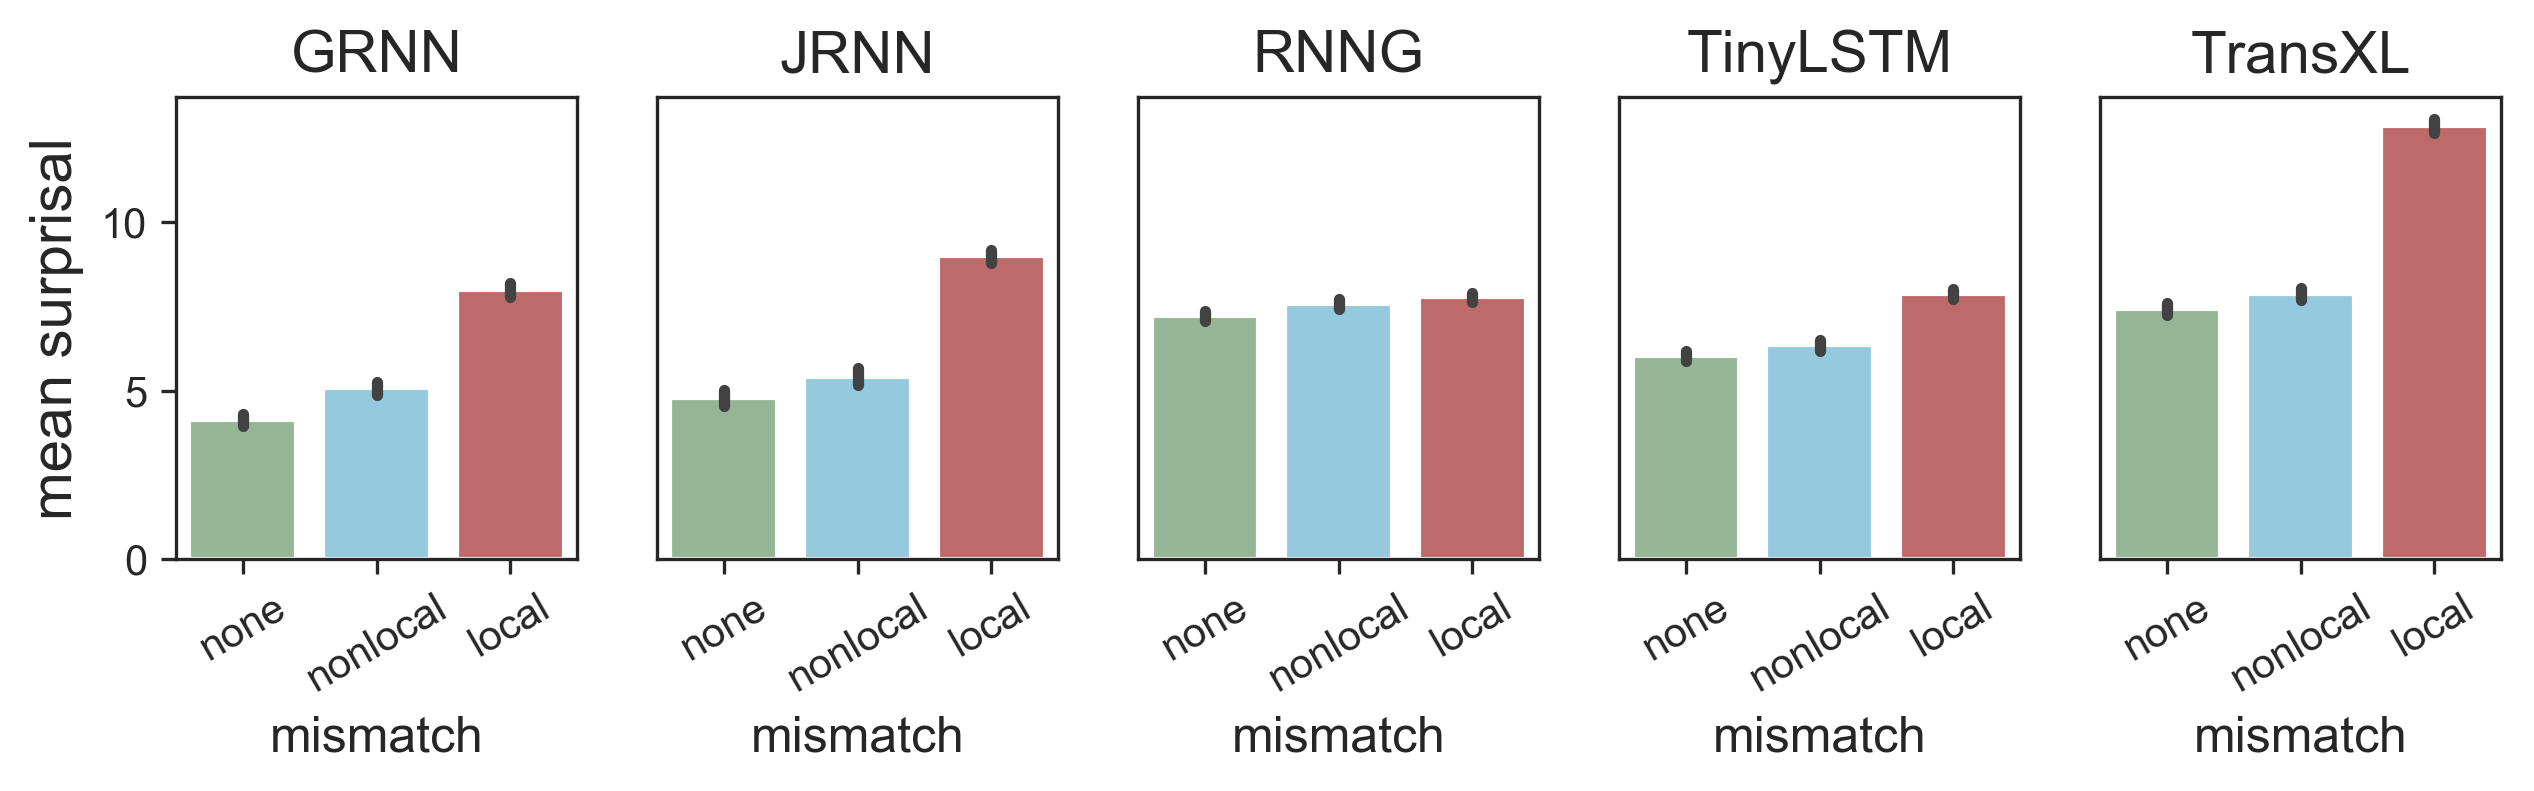 GRNN JRNN RNNG TinyLSTM TransXL
mean surprisal
10
5
0
none nonlocal local none nonlocal local none nonlocal local none nonlocal local none nonlocal local
mismatch mismatch mismatch mismatch mismatch